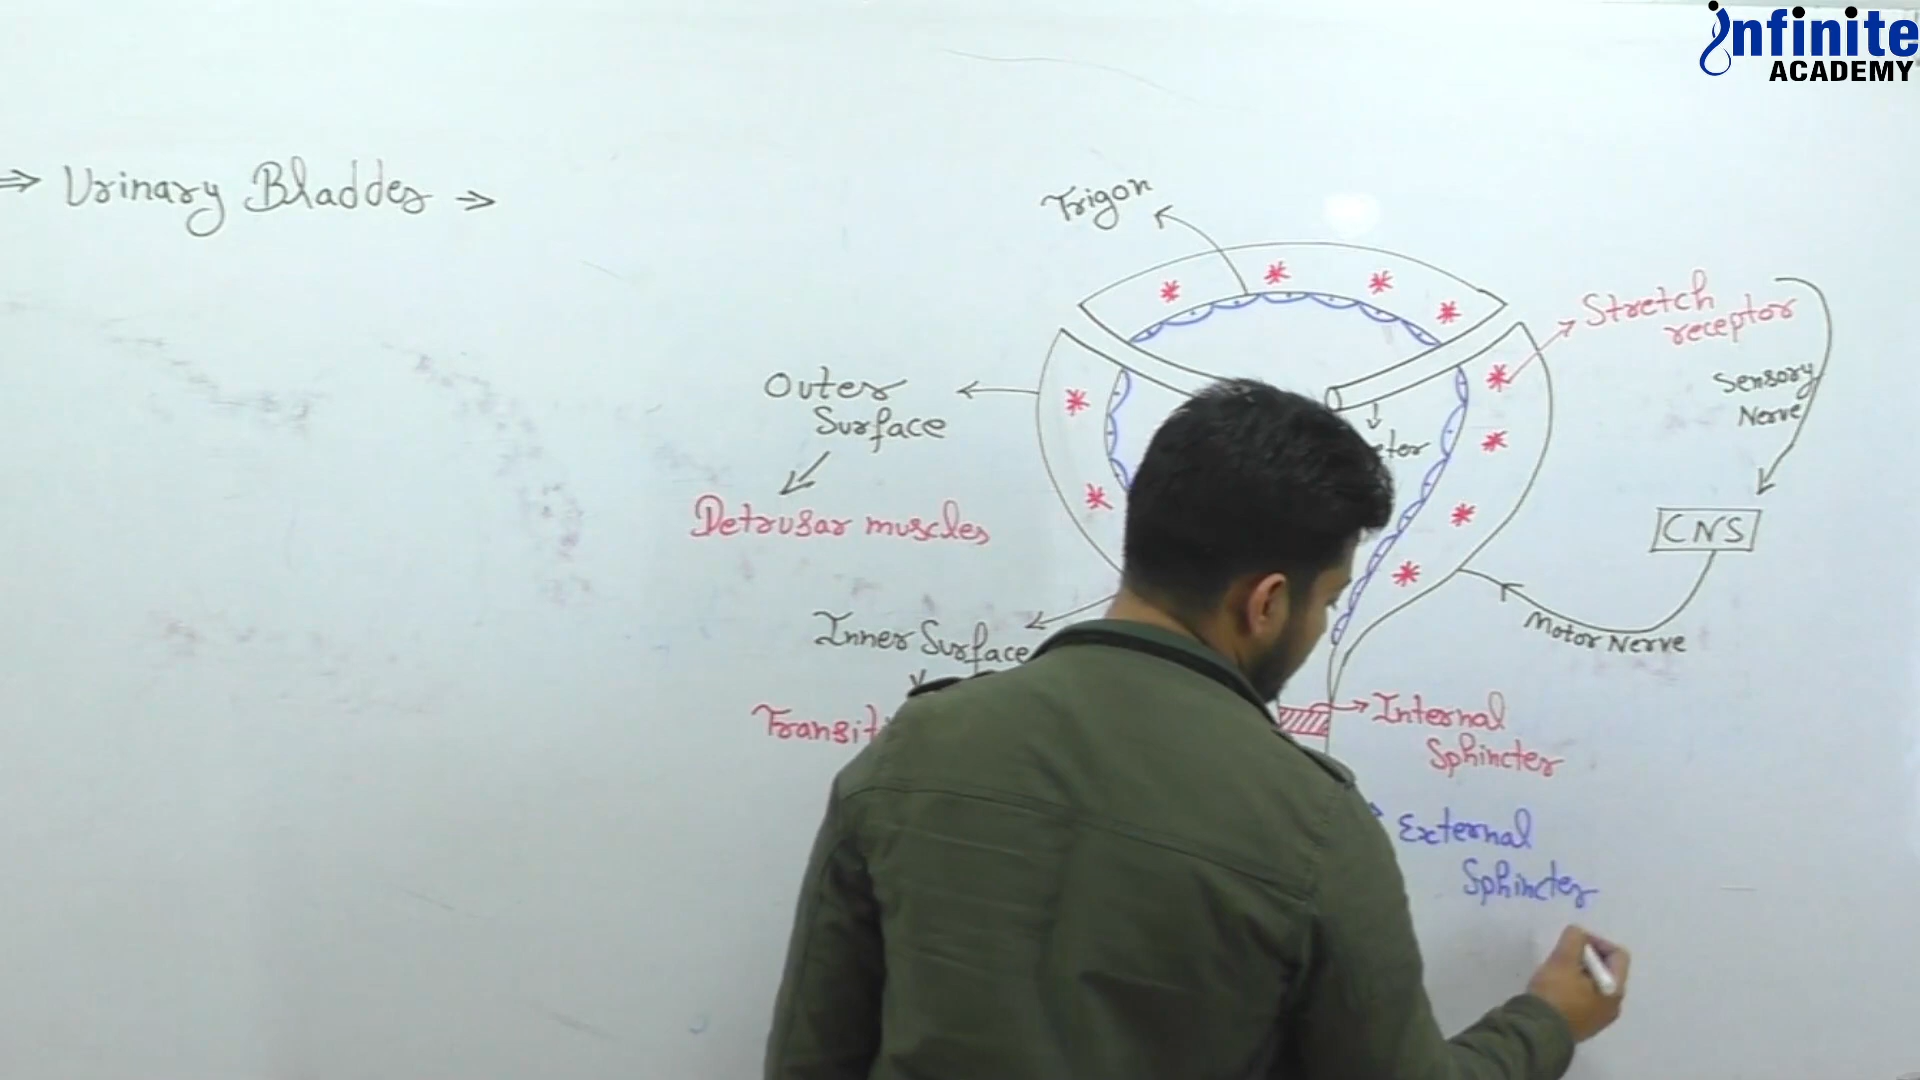 infinite
ACADEMY
⇒ Urinary Bladder →
Trigon
Stretch
receptor
Sensory
Nerve
Outer
Surface
Detrusar muscles
CNS
Motor Nerve
Inner Surface
Internal
Sphincter
External
Sphincter